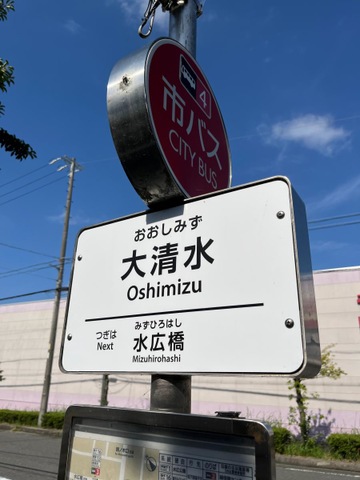 4
市バス
CITY BUS
おおしみず
大清水
Oshimizu
つぎは
Next
みずひろはし
水広橋
Mizuhirohashi